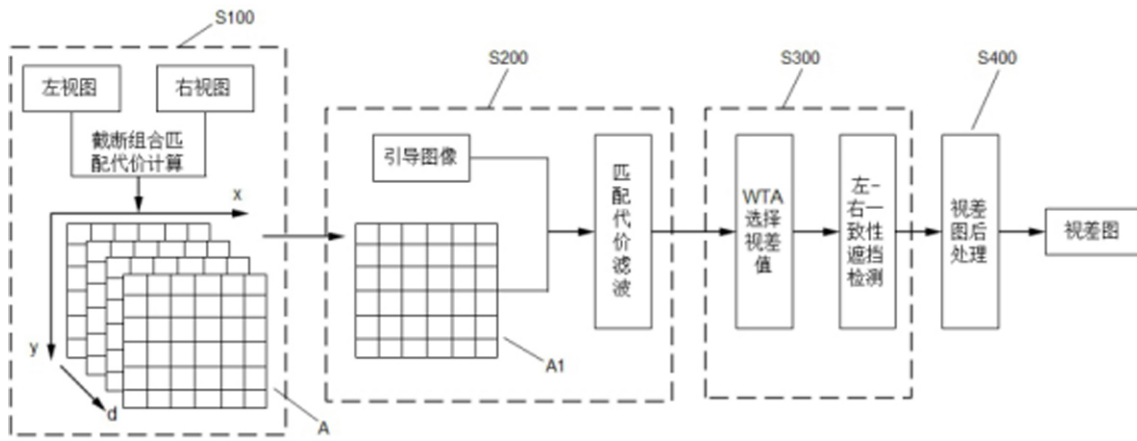 S100
左视图
右视图
截断组合匹
配代价计算
x
y
d
A
S200
引导图像
A1
匹
配
代
价
滤
波
S300
WTA
选择
视差
值
左-
右一
致性
遮挡
检测
S400
视差
图后
处理
视差图